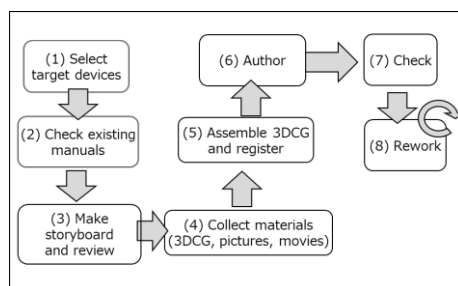 (1) Select
target devices
(2) Check existing
manuals
(3) Make
storyboard
and review
(4) Collect materials
(3DCG, pictures, movies)
(5) Assemble 3DCG
and register
(6) Author
(7) Check
(8) Rework